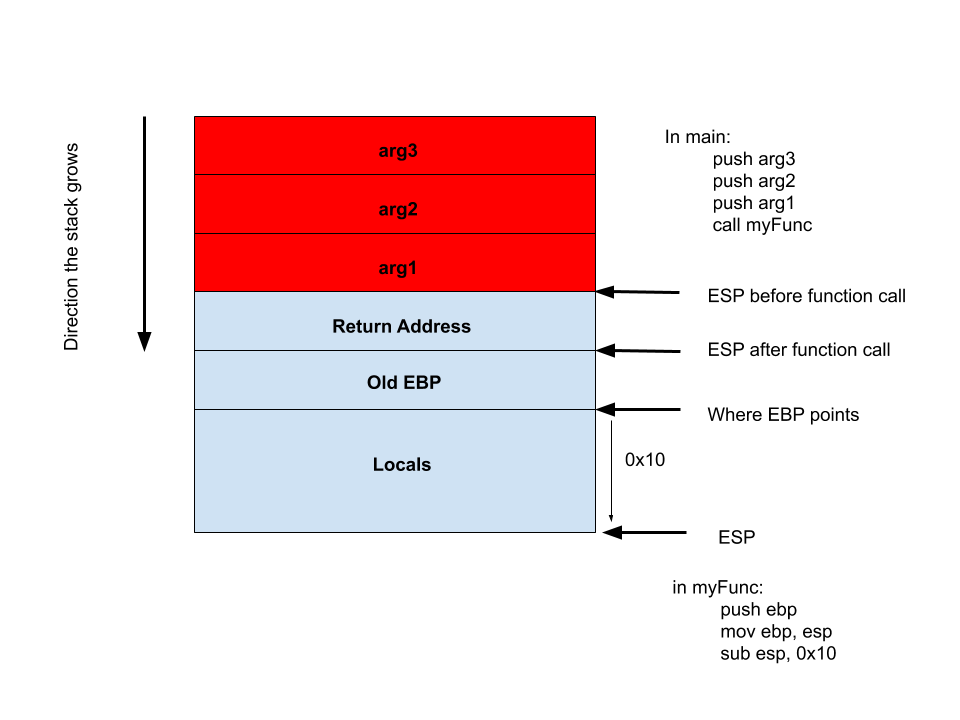 Direction the stack grows
arg3
arg2
arg1
Return Address
Old EBP
Locals
In main:
push arg3
push arg2
push arg1
call myFunc
ESP before function call
ESP after function call
Where EBP points
0x10
ESP
in myFunc:
push ebp
mov ebp, esp
sub esp, 0x10